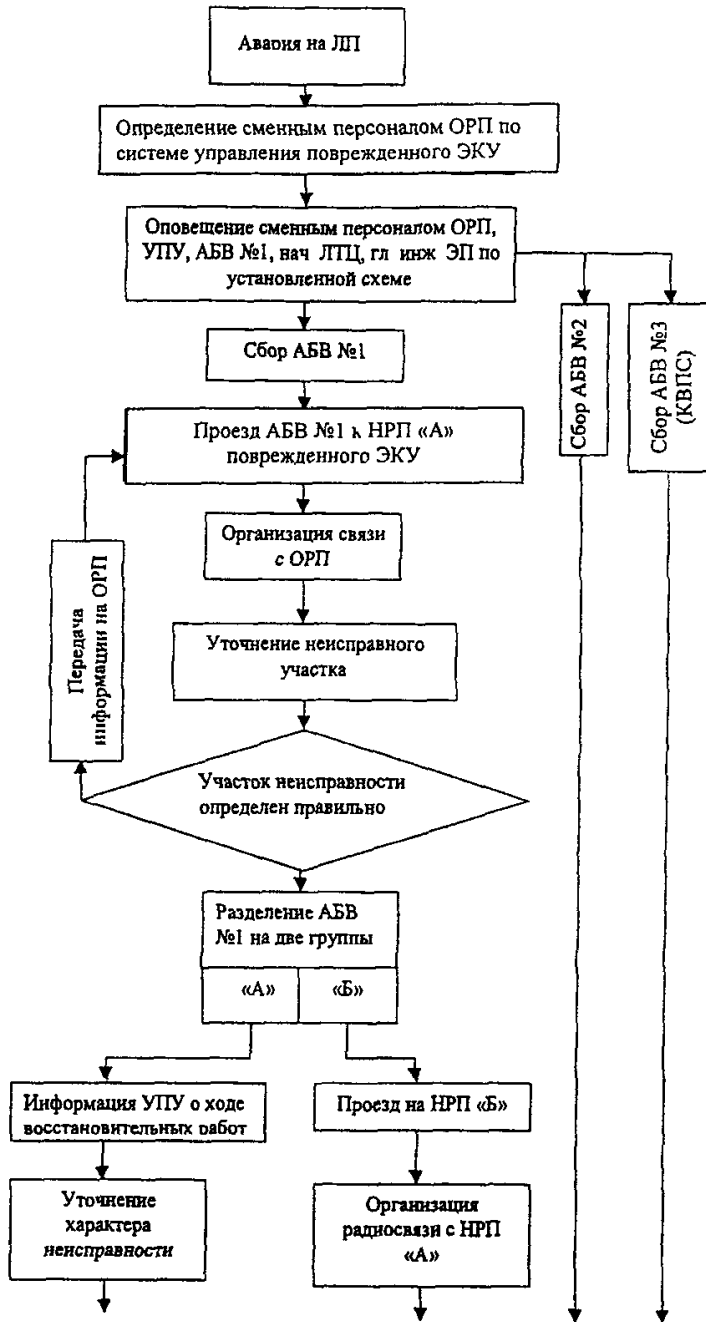 Авария на ЛП
Определение сменным персоналом ОРП по
системе управления поврежденного ЭКУ
Оповещение сменным персоналом ОРП,
УПУ, АБВ №1, нач ЛТЦ, гл инж ЭП по
установленной схеме
Сбор АБВ №2
Сбор АБВ №3
(КВПС)
Сбор АБВ №1
Проезд АБВ №1 к НРП «А»
поврежденного ЭКУ
Организация связи
с ОРП
Передача
информации на ОРП
Уточнение неисправного
участка
Участок неисправности
определен правильно
Разделение АБВ
№1 на две группы
«А»
«Б»
Информация УПУ о ходе
восстановительных работ
Проезд на НРП «Б»
Уточнение
характера
неисправности
Организация
радиосвязи с НРП
«А»